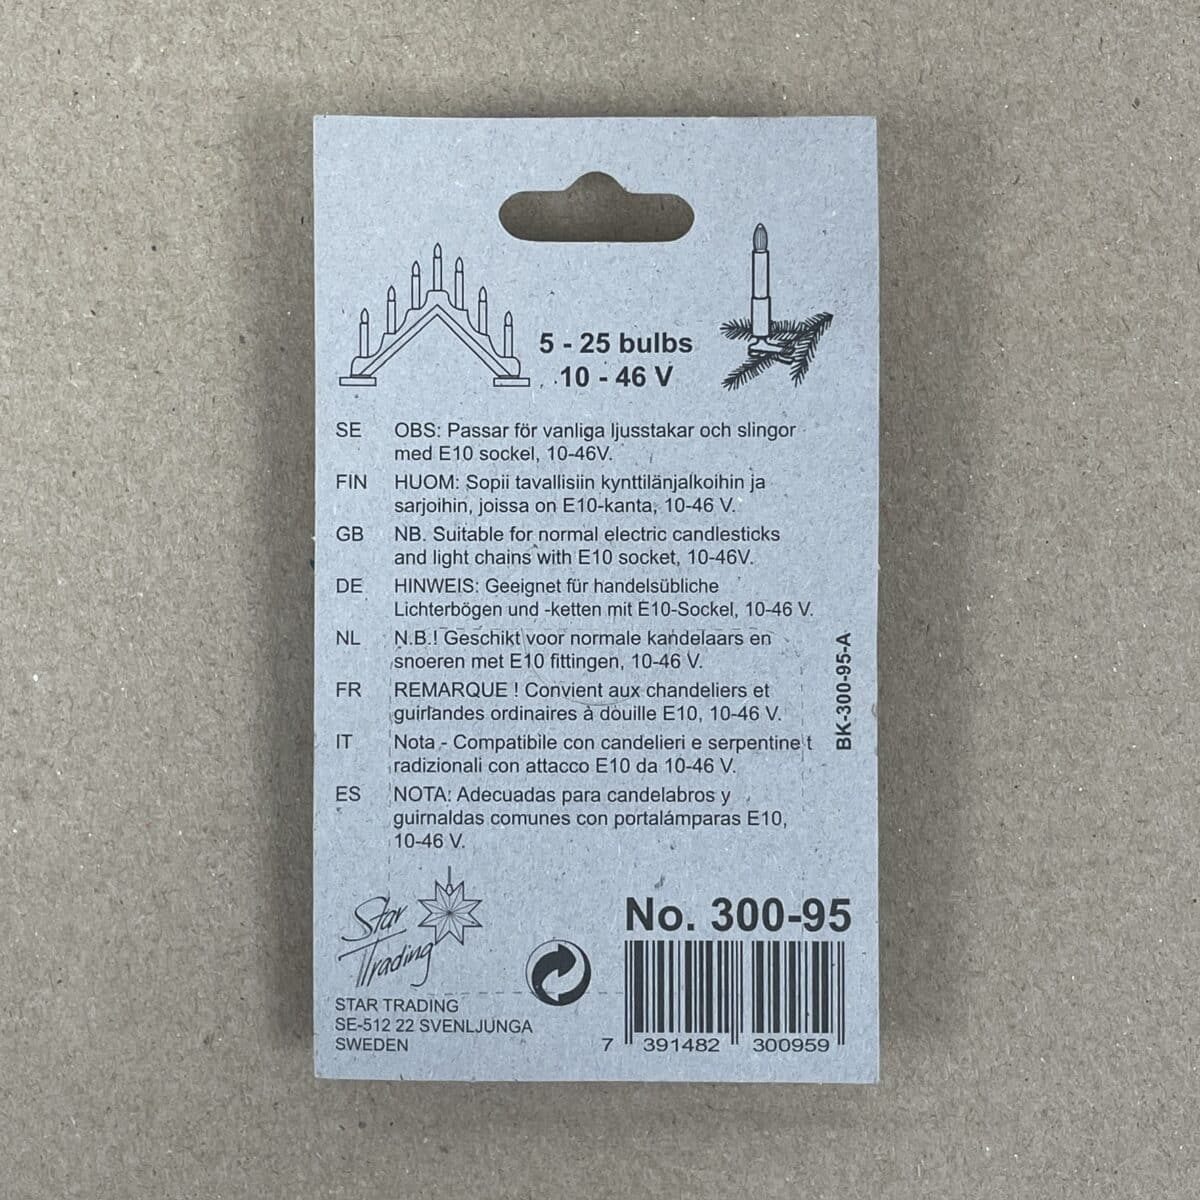 5 - 25 bulbs
10 - 46 V
SE OBS: Passar för vanliga ljusstakar och slingor
med E10 sockel, 10-46V.
FIN HUOM: Sopii tavallisiin kynttilänjalkoihin ja
sarjoihin, joissa on E10-kanta, 10-46 V.
GB NB. Suitable for normal electric candlesticks
and light chains with E10 socket, 10-46V.
DE HINWEIS: Geeignet für handelsübliche
Lichterbögen und -ketten mit E10-Sockel, 10-46 V.
NL N.B.! Geschikt voor normale kandelaars en
snoeren met E10 fittingen, 10-46 V.
FR REMARQUE ! Convient aux chandeliers et
guirlandes ordinaires à douille E10, 10-46 V.
IT Nota - Compatibile con candelieri e serpentine t
radizionali con attacco E10 da 10-46 V.
ES NOTA: Adecuadas para candelabros y
guirnaldas comunes con portalámparas E10,
10-46 V.
BK-300-95-A
Star
Trading
STAR TRADING
SE-512 22 SVENLJUNGA
SWEDEN
No. 300-95
7 391482 300959